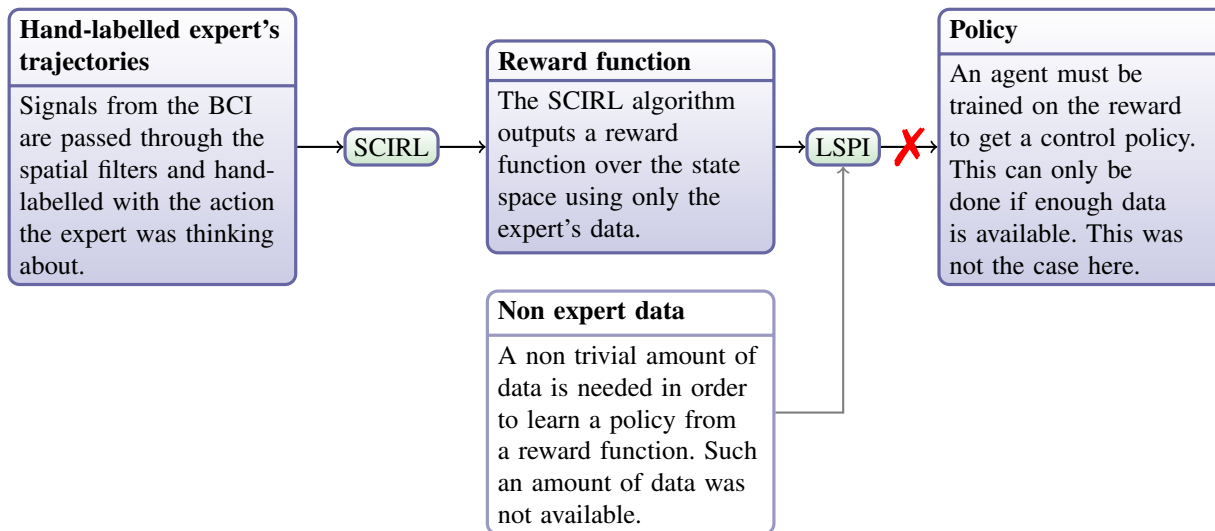 Hand-labelled expert's
trajectories
Signals from the BCI
are passed through the
spatial filters and hand-
labelled with the action
the expert was thinking
about.
SCIRL
Reward function
The SCIRL algorithm
outputs a reward
function over the state
space using only the
expert's data.
LSPI
Policy
An agent must be
trained on the reward
to get a control policy.
This can only be
done if enough data
is available. This was
not the case here.
Non expert data
A non trivial amount of
data is needed in order
to learn a policy from
a reward function. Such
an amount of data was
not available.